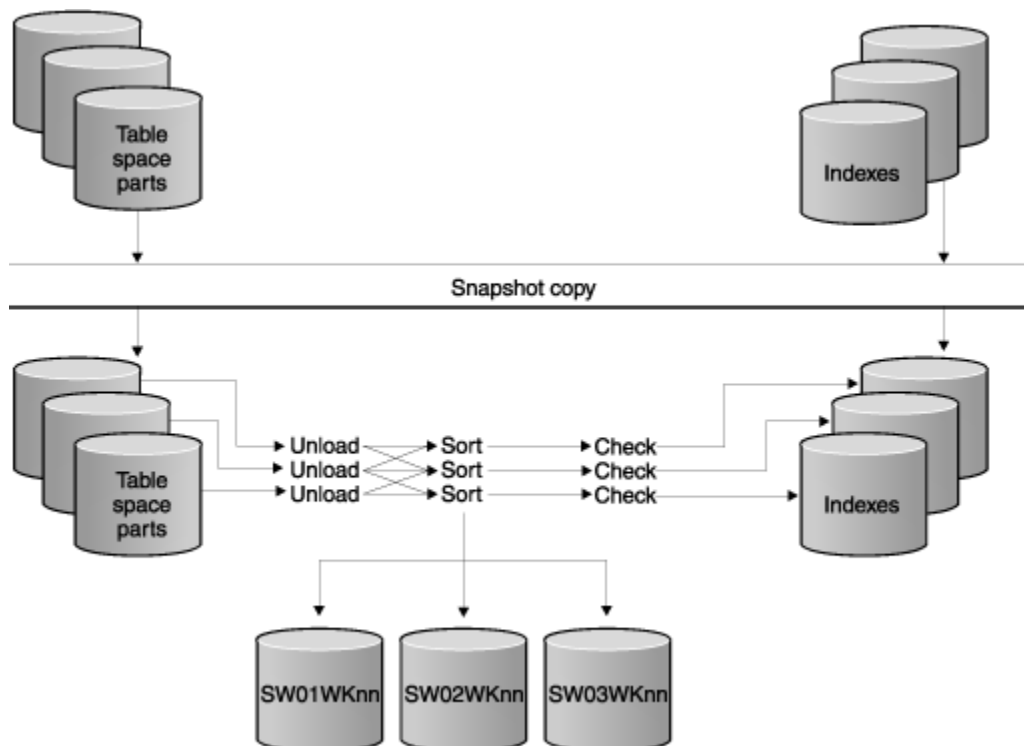 Table
space
parts
Indexes
Snapshot copy
Unload Sort Check
Unload Sort Check
Unload Sort Check
Table
space
parts
Indexes
SW01WKnn SW02WKnn SW03WKnn